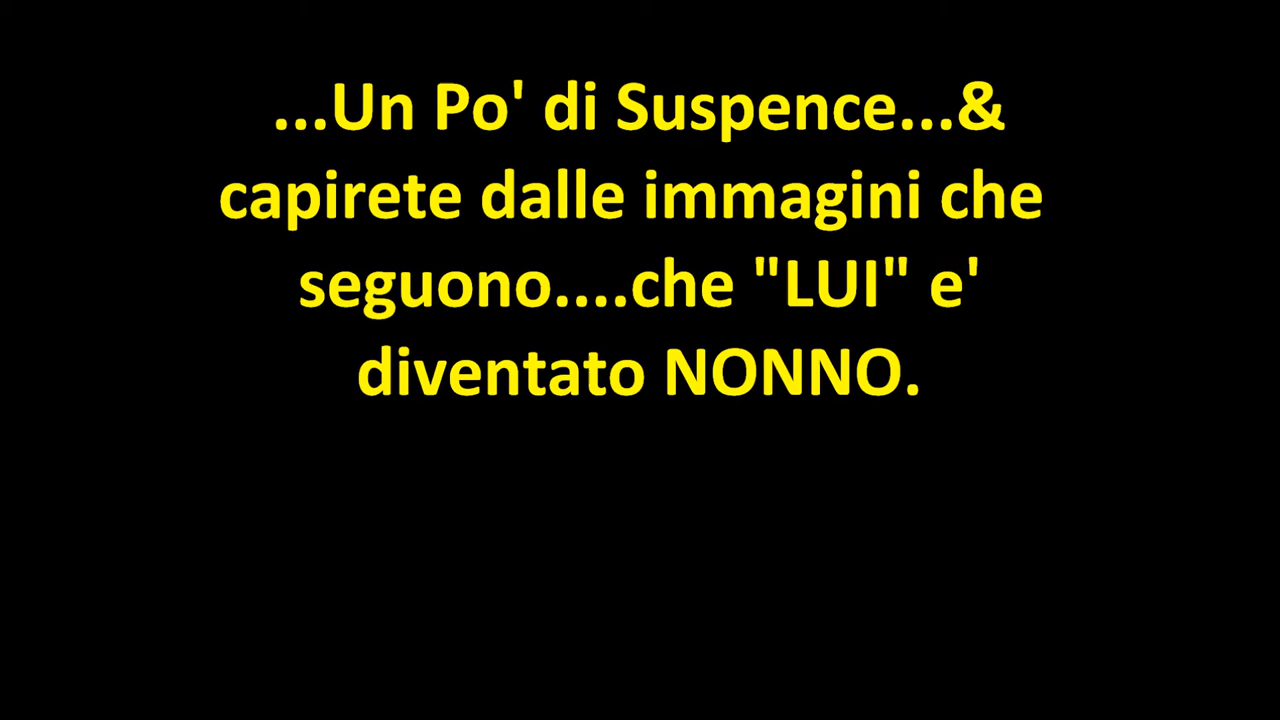 ...Un Po' di Suspence...&
capirete dalle immagini che
seguono....che "LUI" e'
diventato NONNO.